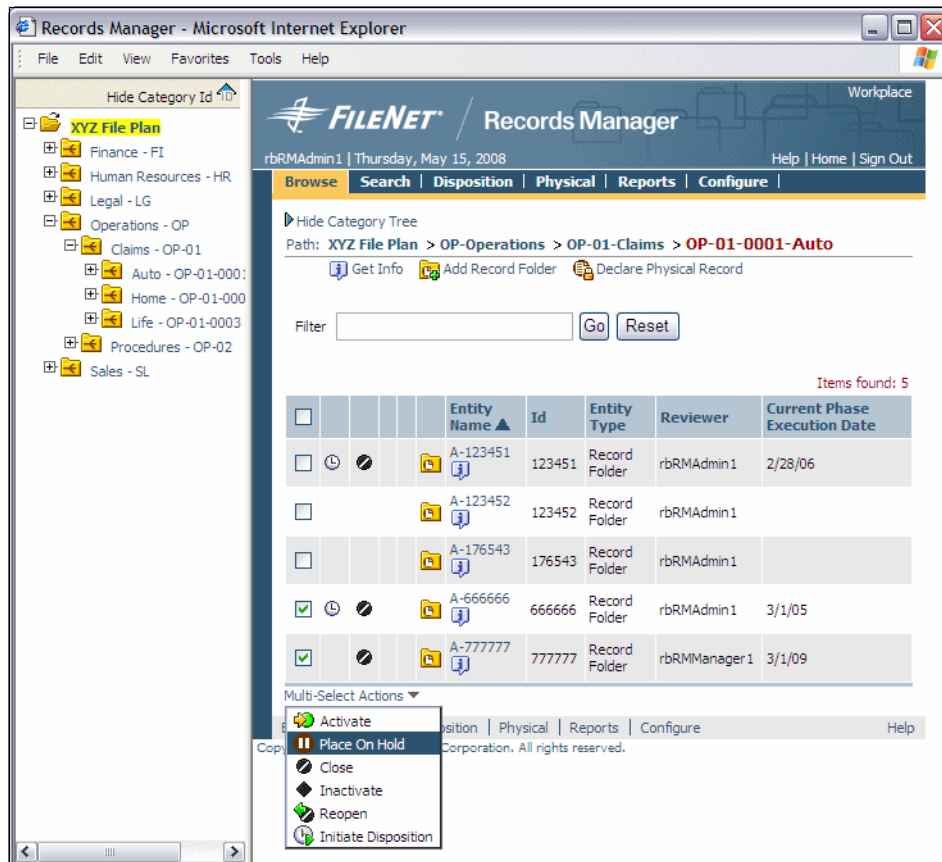 Records Manager - Microsoft Internet Explorer
File Edit View Favorites Tools Help
Hide Category Id ID
XYZ File Plan
Finance - FI
Human Resources - HR
Legal - LG
Operations - OP
Claims - OP-01
Auto - OP-01-0001
Home - OP-01-000
Life - OP-01-0003
Procedures - OP-02
Sales - SL
Workplace
FILENET Records Manager
rbRMAdmin1 | Thursday, May 15, 2008
Help | Home | Sign Out
Browse Search | Disposition | Physical | Reports | Configure |
Hide Category Tree
Path: XYZ File Plan > OP-Operations > OP-01-Claims > OP-01-0001-Auto
Get Info Add Record Folder Declare Physical Record
Filter Go Reset
Items found: 5
Entity Name Id Entity Type Reviewer Current Phase Execution Date
A-123451 123451 Record Folder rbRMAdmin1 2/28/06
A-123452 123452 Record Folder rbRMAdmin1
A-176543 176543 Record Folder rbRMAdmin1
A-666666 666666 Record Folder rbRMAdmin1 3/1/05
A-777777 777777 Record Folder rbRMManager1 3/1/09
Multi-Select Actions
Activate
Place On Hold
Close
Inactivate
Reopen
Initiate Disposition
sition | Physical | Reports | Configure Help
Corporation. All rights reserved.